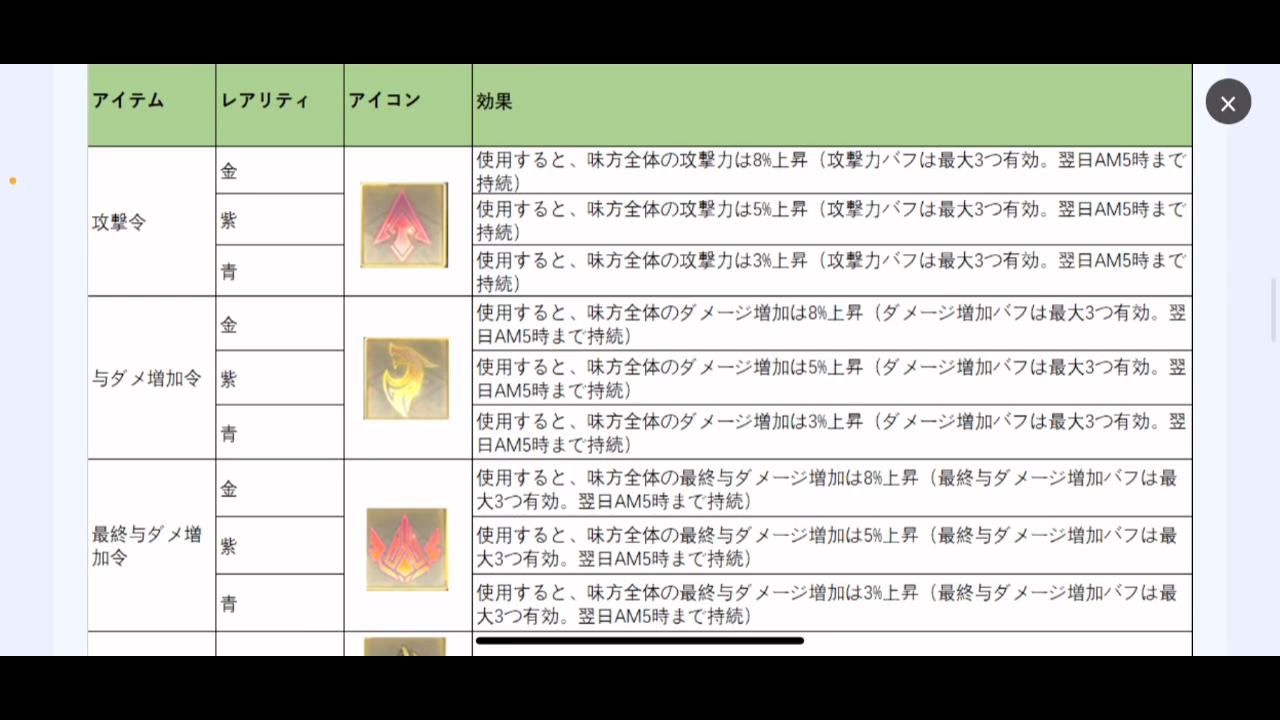 アイテム
レアリティ
アイコン
効果
攻撃令
金
使用すると、味方全体の攻撃力は8%上昇（攻撃力バフは最大3つ有効。翌日AM5時まで
持続）
紫
使用すると、味方全体の攻撃力は5%上昇（攻撃力バフは最大3つ有効。翌日AM5時まで
持続）
青
使用すると、味方全体の攻撃力は3%上昇（攻撃力バフは最大3つ有効。翌日AM5時まで
持続）
与ダメ増加令
金
使用すると、味方全体のダメージ増加は8%上昇（ダメージ増加バフは最大3つ有効。翌
日AM5時まで持続）
紫
使用すると、味方全体のダメージ増加は5%上昇（ダメージ増加バフは最大3つ有効。翌
日AM5時まで持続）
青
使用すると、味方全体のダメージ増加は3%上昇（ダメージ増加バフは最大3つ有効。翌
日AM5時まで持続）
最終与ダメ増
加令
金
使用すると、味方全体の最終与ダメージ増加は8%上昇（最終与ダメージ増加バフは最
大3つ有効。翌日AM5時まで持続）
紫
使用すると、味方全体の最終与ダメージ増加は5%上昇（最終与ダメージ増加バフは最
大3つ有効。翌日AM5時まで持続）
青
使用すると、味方全体の最終与ダメージ増加は3%上昇（最終与ダメージ増加バフは最
大3つ有効。翌日AM5時まで持続）